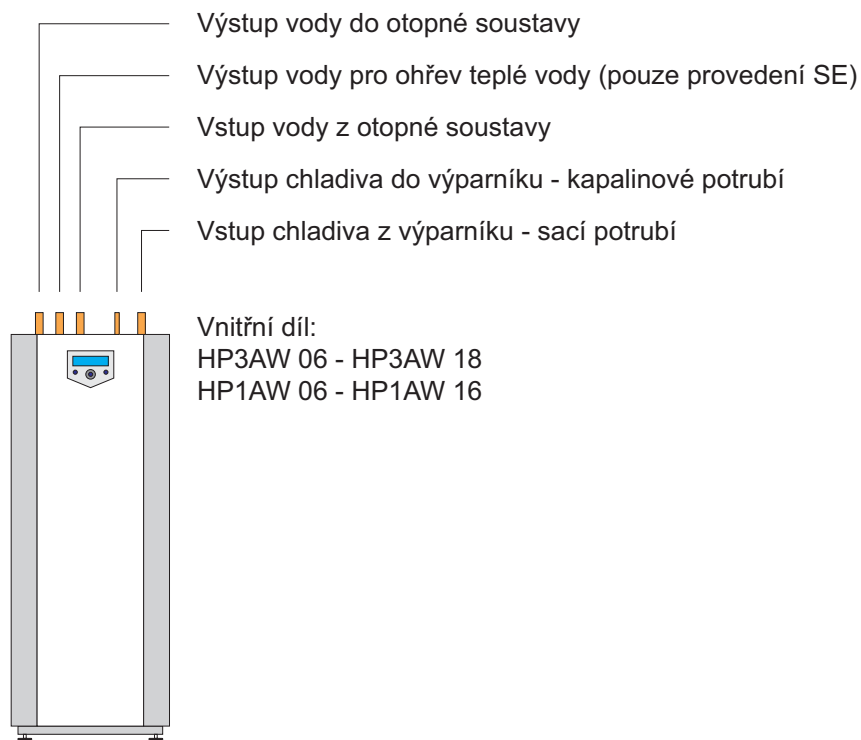 Výstup vody do otopné soustavy
Výstup vody pro ohřev teplé vody (pouze provedení SE)
Vstup vody z otopné soustavy
Výstup chladiva do výparníku - kapalinové potrubí
Vstup chladiva z výparníku - sací potrubí
Vnitřní díl:
HP3AW 06 - HP3AW 18
HP1AW 06 - HP1AW 16